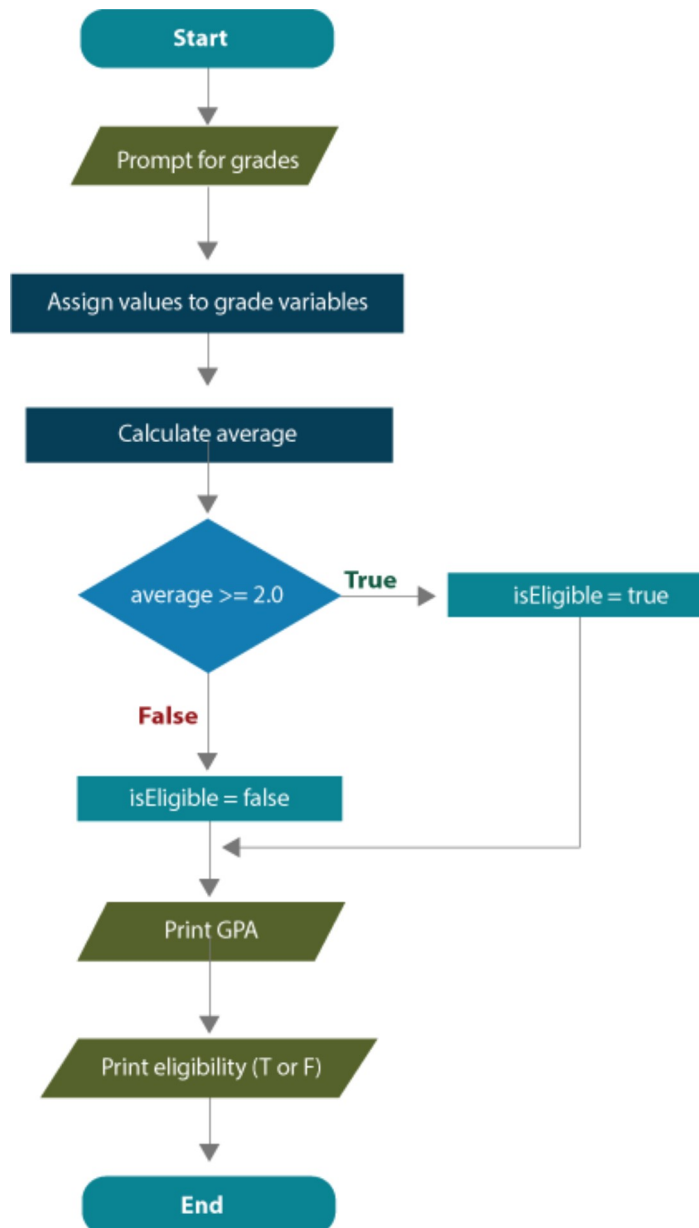 Start
Prompt for grades
Assign values to grade variables
Calculate average
average >= 2.0
True
isEligible = true
False
isEligible = false
Print GPA
Print eligibility (T or F)
End